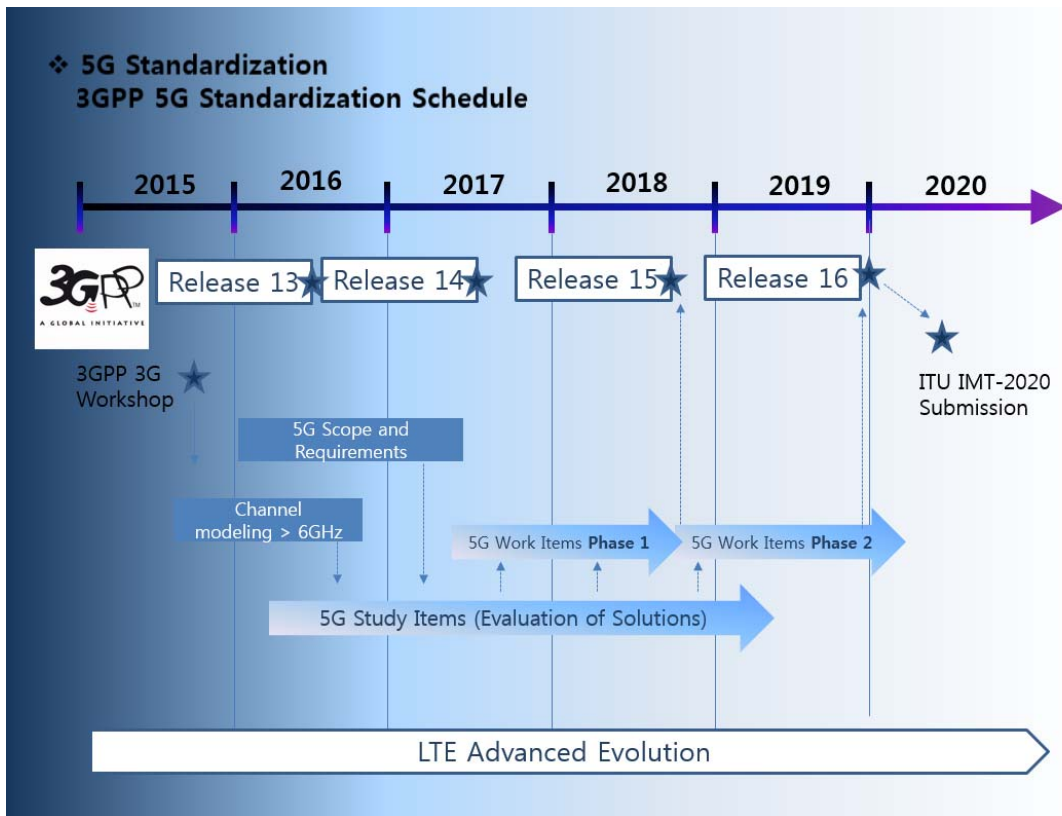 ❖ 5G Standardization
3GPP 5G Standardization Schedule
2015
2016
2017
2018
2019
2020
3GPP™
A GLOBAL INITIATIVE
Release 13
Release 14
Release 15
Release 16
3GPP 3G
Workshop
ITU IMT-2020
Submission
5G Scope and
Requirements
Channel
modeling > 6GHz
5G Work Items Phase 1
5G Work Items Phase 2
5G Study Items (Evaluation of Solutions)
LTE Advanced Evolution